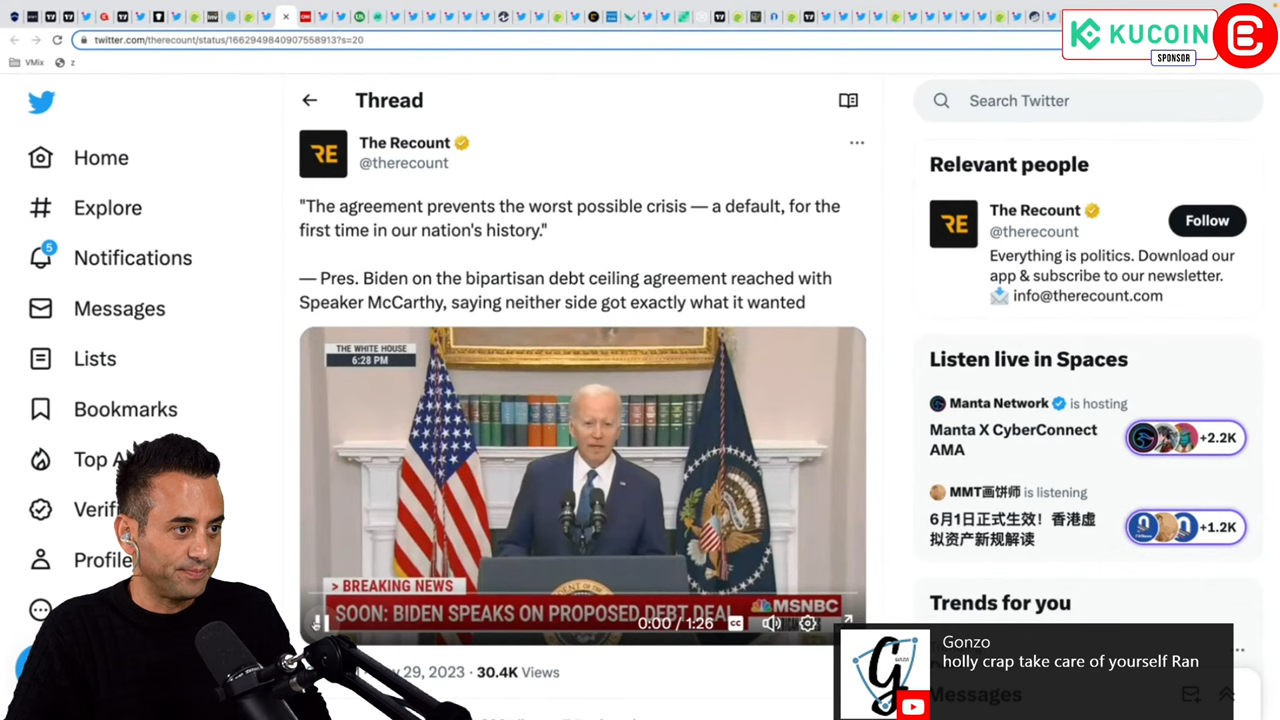 twitter.com/therecount/status/1662949840907558913?s=20
KUCOIN
SPONSOR
VMix
z
Home
Explore
5
Notifications
Messages
Lists
Bookmarks
Top
Verif
Profile
Thread
RE
The Recount
@therecount
"The agreement prevents the worst possible crisis — a default, for the
first time in our nation's history."
— Pres. Biden on the bipartisan debt ceiling agreement reached with
Speaker McCarthy, saying neither side got exactly what it wanted
THE WHITE HOUSE
6:28 PM
> BREAKING NEWS
SOON: BIDEN SPEAKS ON PROPOSED DEBT DEAL
MSNBC
0:00 / 1:26
CC
29, 2023 · 30.4K Views
Search Twitter
Relevant people
RE
The Recount
@therecount
Follow
Everything is politics. Download our
app & subscribe to our newsletter.
info@therecount.com
Listen live in Spaces
Manta Network is hosting
Manta X CyberConnect
AMA
+2.2K
MMT画饼师 is listening
6月1日正式生效！香港虚
拟资产新规解读
+1.2K
Trends for you
Gonzo
holly crap take care of yourself Ran
Messages